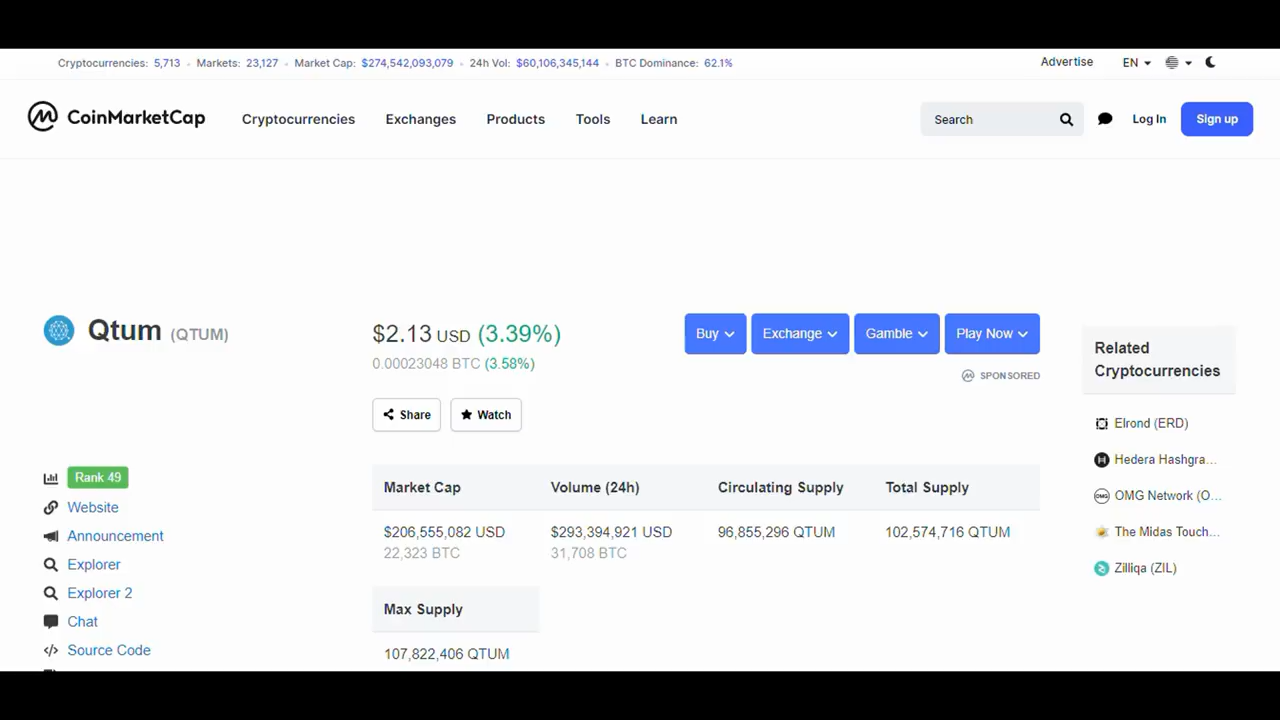 Cryptocurrencies: 5,713 • Markets: 23,127 • Market Cap: $274,542,093,079 • 24h Vol: $60,106,345,144 • BTC Dominance: 62.1%
Advertise
EN
CoinMarketCap
Cryptocurrencies
Exchanges
Products
Tools
Learn
Search
Log In
Sign up
Qtum (QTUM)
$2.13 USD (3.39%)
0.00023048 BTC (3.58%)
Share
Watch
Buy
Exchange
Gamble
Play Now
SPONSORED
Rank 49
Website
Announcement
Explorer
Explorer 2
Chat
Source Code
Market Cap
$206,555,082 USD
22,323 BTC
Volume (24h)
$293,394,921 USD
31,708 BTC
Circulating Supply
96,855,296 QTUM
Total Supply
102,574,716 QTUM
Max Supply
107,822,406 QTUM
Related
Cryptocurrencies
Elrond (ERD)
Hedera Hashgra...
OMG Network (O...
The Midas Touch...
Zilliqa (ZIL)